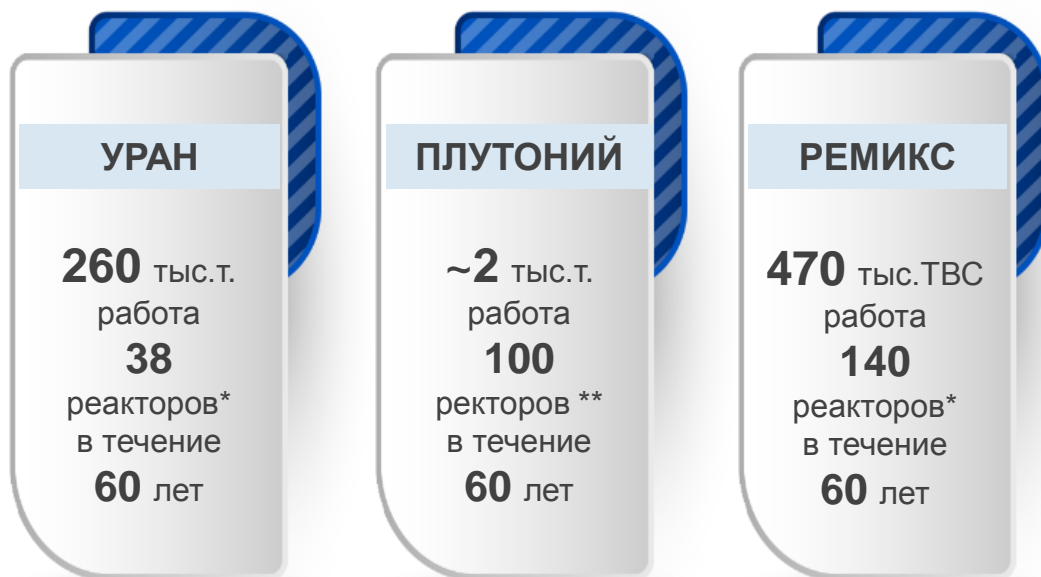 УРАН
260 тыс.т.
работа
38
реакторов*
в течение
60 лет
ПЛУТОНИЙ
~2 тыс.т.
работа
100
ректоров **
в течение
60 лет
РЕМИКС
470 тыс.ТВС
работа
140
реакторов*
в течение
60 лет